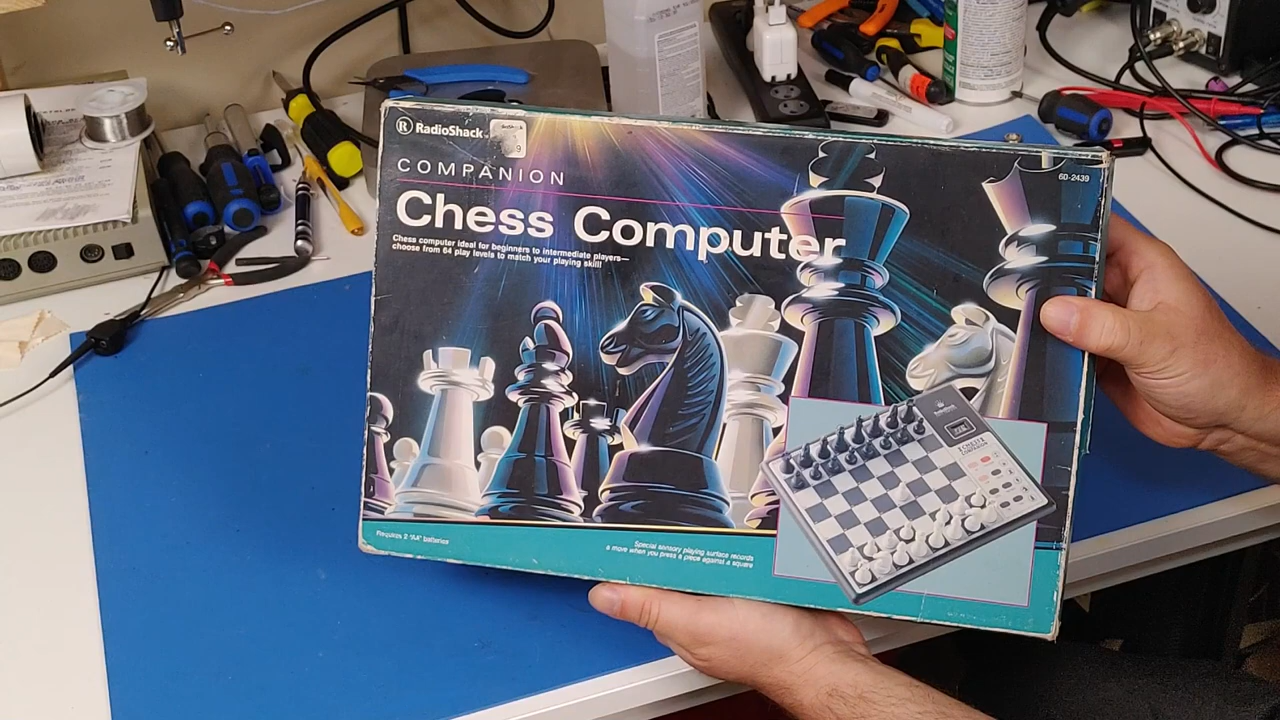 RadioShack
60-2439
COMPANION
Chess Computer
Chess computer ideal for beginners to intermediate players—
choose from 64 play levels to match your playing skill!
Requires 2 "AA" batteries
Special sensory playing surface records
a move when you press a piece against a square